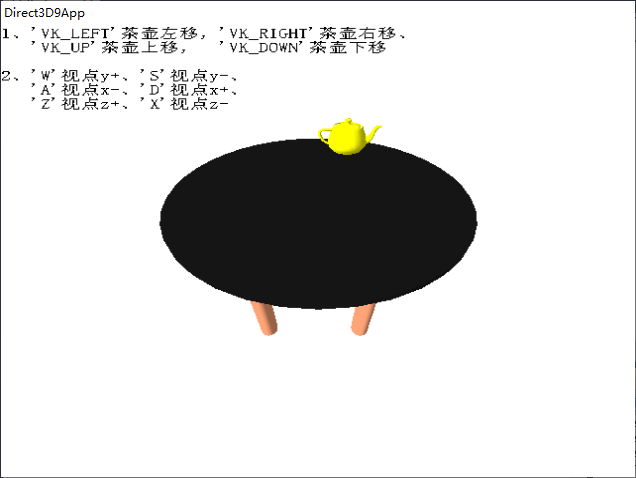 Direct3D9App
1、'VK_LEFT'茶壶左移，'VK_RIGHT'茶壶右移、
'VK_UP'茶壶上移， 'VK_DOWN'茶壶下移
2、'W'视点y+、'S'视点y-、
'A'视点x-、'D'视点x+、
'Z'视点z+、'X'视点z-